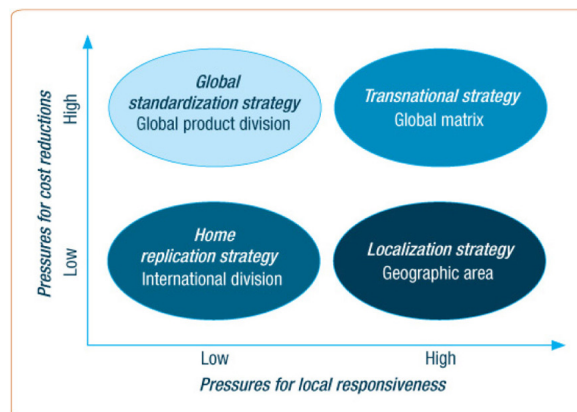 Pressures for cost reductions
High
Low
Global
standardization strategy
Global product division
Transnational strategy
Global matrix
Home
replication strategy
International division
Localization strategy
Geographic area
Low
High
Pressures for local responsiveness